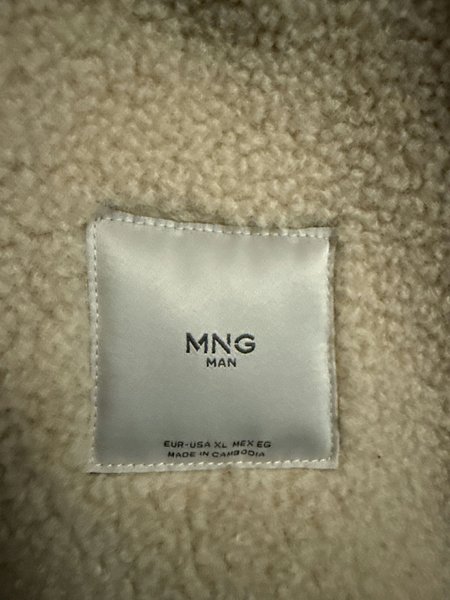 MNG
MAN
EUR-USA XL MEX EG
MADE IN CAMBODIA